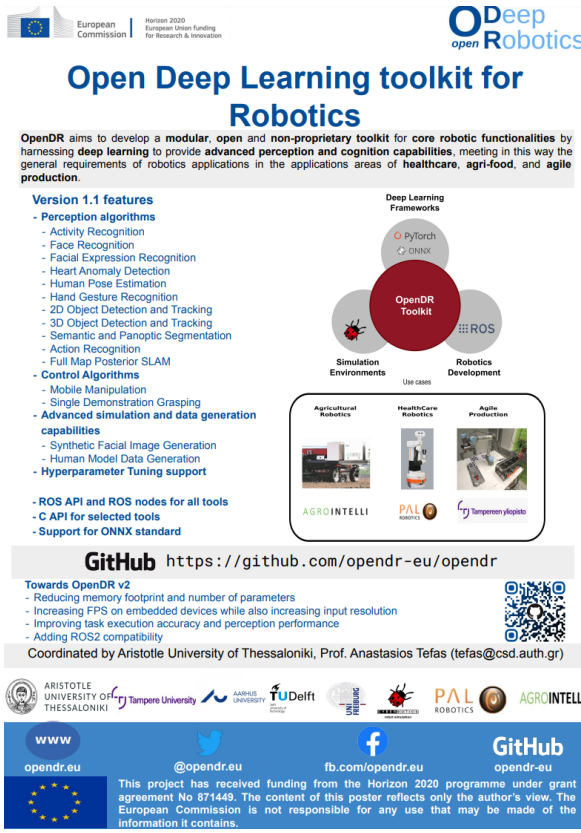 European
Commission
Horizon 2020
European Union funding
for Research & Innovation
ODeep
open Robotics
Open Deep Learning toolkit for
Robotics
OpenDR aims to develop a modular, open and non-proprietary toolkit for core robotic functionalities by
harnessing deep learning to provide advanced perception and cognition capabilities, meeting in this way the
general requirements of robotics applications in the applications areas of healthcare, agri-food, and agile
production.
Version 1.1 features
- Perception algorithms
- Activity Recognition
- Face Recognition
- Facial Expression Recognition
- Heart Anomaly Detection
- Human Pose Estimation
- Hand Gesture Recognition
- 2D Object Detection and Tracking
- 3D Object Detection and Tracking
- Semantic and Panoptic Segmentation
- Action Recognition
- Full Map Posterior SLAM
- Control Algorithms
- Mobile Manipulation
- Single Demonstration Grasping
- Advanced simulation and data generation
capabilities
- Synthetic Facial Image Generation
- Human Model Data Generation
- Hyperparameter Tuning support
- ROS API and ROS nodes for all tools
- C API for selected tools
- Support for ONNX standard
Deep Learning
Frameworks
PyTorch
ONNX
OpenDR
Toolkit
ROS
Simulation
Environments
Robotics
Development
Use cases
Agricultural
Robotics
HealthCare
Robotics
Agile
Production
AGROINTELLI
PAL
ROBOTICS
Tampereen yliopisto
GitHub https://github.com/opendr-eu/opendr
Towards OpenDR v2
- Reducing memory footprint and number of parameters
- Increasing FPS on embedded devices while also increasing input resolution
- Improving task execution accuracy and perception performance
- Adding ROS2 compatibility
Coordinated by Aristotle University of Thessaloniki, Prof. Anastasios Tefas (tefas@csd.auth.gr)
ARISTOTLE
UNIVERSITY OF
THESSALONIKI
Tampere University
AARHUS
UNIVERSITY
TUDelft
UNI
FREIBURG
PAL
ROBOTICS
AGROINTELL
www
opendr.eu
@opendr.eu
fb.com/opendr.eu
GitHub
opendr-eu
This project has received funding from the Horizon 2020 programme under grant
agreement No 871449. The content of this poster reflects only the author's view. The
European Commission is not responsible for any use that may be made of the
information it contains.